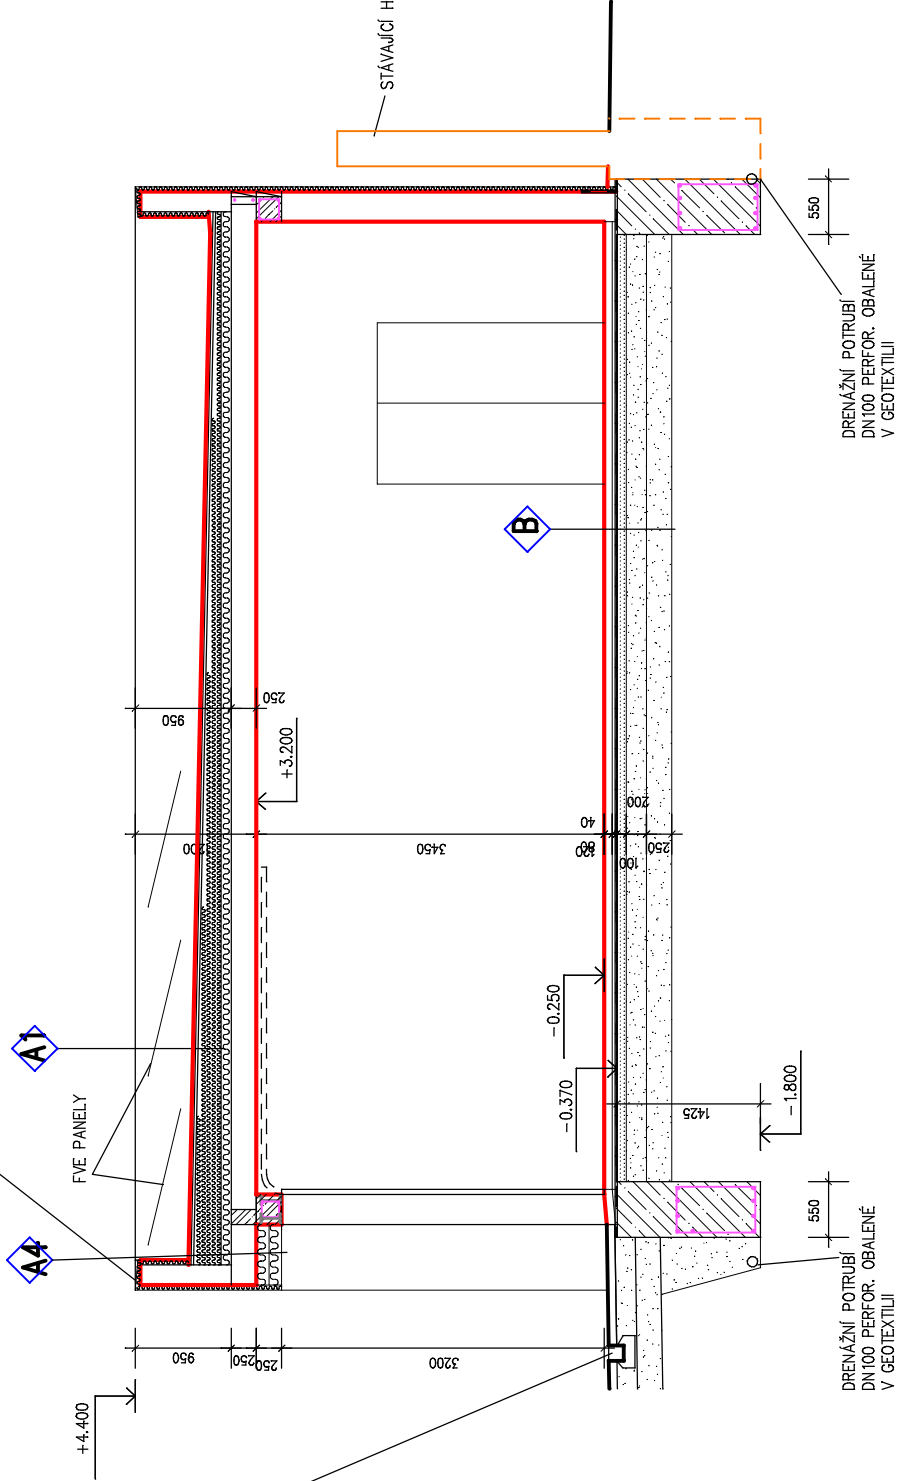 STÁVAJÍCÍ H
550
DRENÁŽNÍ POTRUBÍ
DN100 PERFOR. OBALENÉ
V GEOTEXTILII
B
950
250
+3.200
3450
40
80
120
200
100
250
A1
FVE PANELY
-0.250
-0.370
1425
-1.800
A4
950
250
250
3200
550
DRENÁŽNÍ POTRUBÍ
DN100 PERFOR. OBALENÉ
V GEOTEXTILII
+4.400